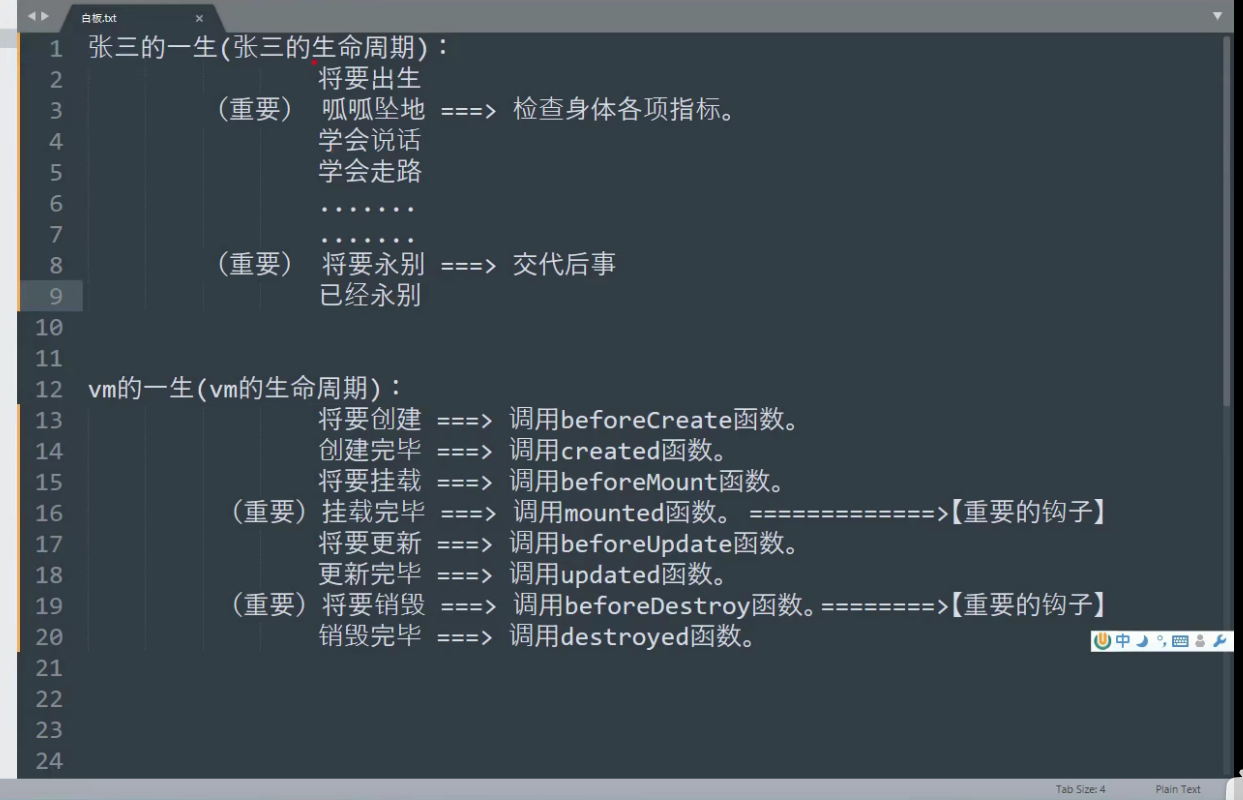 白板.txt ×
1 张三的一生(张三的生命周期)：
2 将要出生
3 （重要） 呱呱坠地 ===> 检查身体各项指标。
4 学会说话
5 学会走路
6 .......
7 .......
8 （重要） 将要永别 ===> 交代后事
9 已经永别
10
11
12 vm的一生(vm的生命周期)：
13 将要创建 ===> 调用beforeCreate函数。
14 创建完毕 ===> 调用created函数。
15 将要挂载 ===> 调用beforeMount函数。
16 （重要）挂载完毕 ===> 调用mounted函数。 =============>【重要的钩子】
17 将要更新 ===> 调用beforeUpdate函数。
18 更新完毕 ===> 调用updated函数。
19 （重要）将要销毁 ===> 调用beforeDestroy函数。========>【重要的钩子】
20 销毁完毕 ===> 调用destroyed函数。
中
21
22
23
24
Tab Size: 4 Plain Text